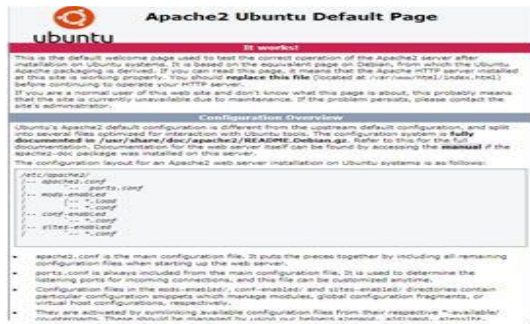 Apache2 Ubuntu Default Page
ubuntu
It works!
This is the default welcome page used to test the correct operation of the Apache2 server after
installation on Ubuntu systems. It is based on the equivalent page on Debian, from which the Ubuntu
Apache packaging is derived. If you can read this page, it means that the Apache HTTP server installed
at this site is working properly. You should replace this file (located at /var/www/html/index.html)
before continuing to operate your HTTP server.
If you are a normal user of this web site and don't know what this page is about, this probably means
that the site is currently unavailable due to maintenance. If the problem persists, please contact the
site's administrator.
Configuration Overview
Ubuntu's Apache2 default configuration is different from the upstream default configuration, and split
into several files optimized for interaction with Ubuntu tools. The configuration system is fully
documented in /usr/share/doc/apache2/README.Debian.gz. Refer to this for the full
documentation. Documentation for the web server itself can be found by accessing the manual if the
apache2-doc package was installed on this server.
The configuration layout for an Apache2 web server installation on Ubuntu systems is as follows:
/etc/apache2/
|-- apache2.conf
|       `-- ports.conf
|-- mods-enabled
|       |-- *.load
|       `-- *.conf
|-- conf-enabled
|       `-- *.conf
|-- sites-enabled
|       `-- *.conf
apache2.conf is the main configuration file. It puts the pieces together by including all remaining
configuration files when starting up the web server.
ports.conf is always included from the main configuration file. It is used to determine the
listening ports for incoming connections, and this file can be customized anytime.
Configuration files in the mods-enabled/, conf-enabled/ and sites-enabled/ directories contain
particular configuration snippets which manage modules, global configuration fragments, or
virtual host configurations, respectively.
They are activated by symlinking available configuration files from their respective *-available/
counterparts. These should be managed by using our helpers a2enmod, a2dismod, a2ensite,